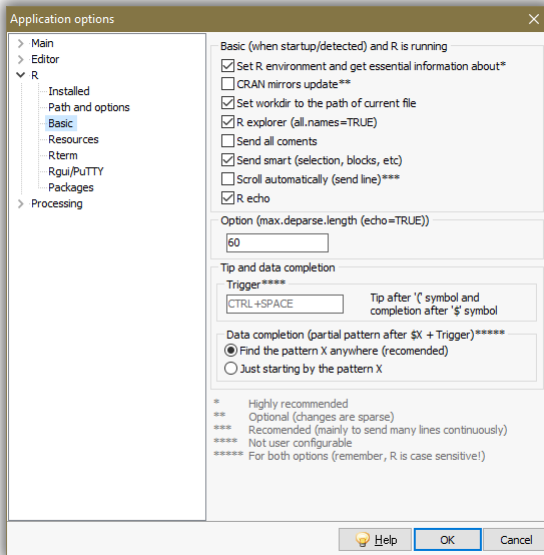 Application options
Main
Editor
R
Installed
Path and options
Basic
Resources
Rterm
Rgui/PuTTY
Packages
Processing
Basic (when startup/detected) and R is running
Set R environment and get essential information about*
CRAN mirrors update**
Set workdir to the path of current file
R explorer (all.names=TRUE)
Send all coments
Send smart (selection, blocks, etc)
Scroll automatically (send line)***
R echo
Option (max.deparse.length (echo=TRUE))
60
Tip and data completion
Trigger****
CTRL+SPACE
Tip after '(' symbol and
completion after '$' symbol
Data completion (partial pattern after $X + Trigger)*****
Find the pattern X anywhere (recomended)
Just starting by the pattern X
* Highly recommended
** Optional (changes are sparse)
*** Recomended (mainly to send many lines continuously)
**** Not user configurable
***** For both options (remember, R is case sensitive!)
Help
OK
Cancel